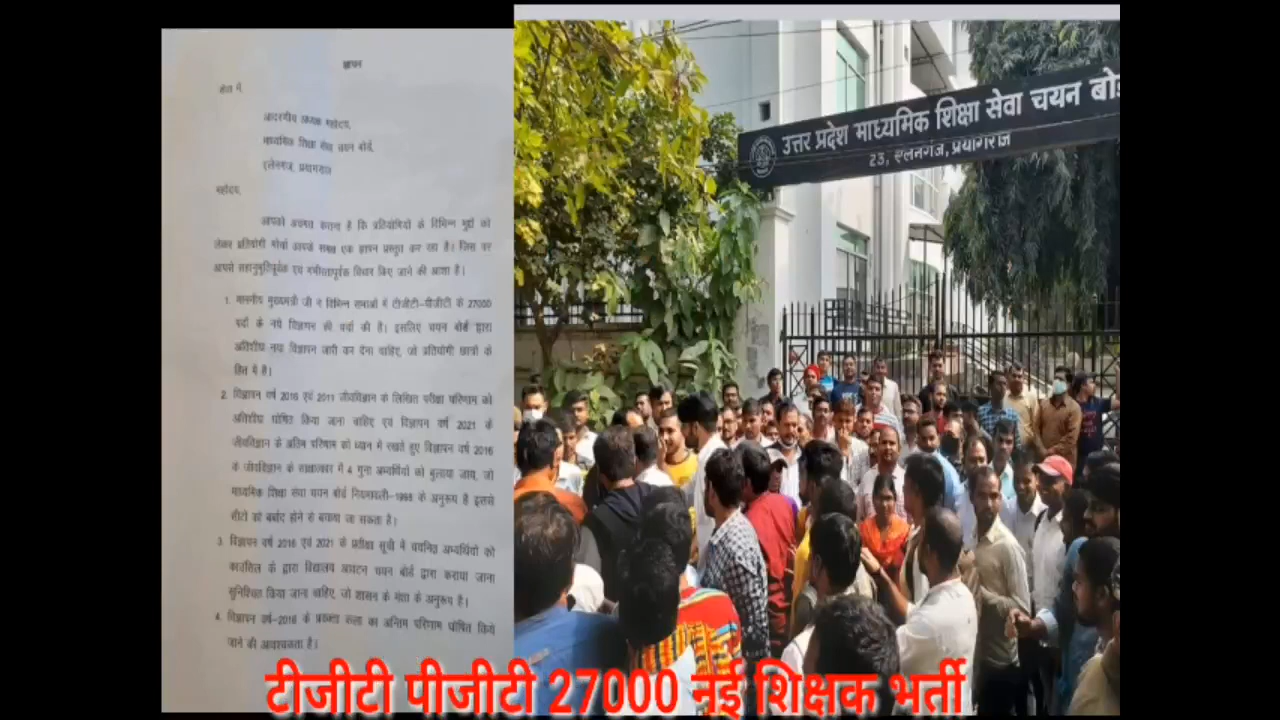 ज्ञापन
सेवा में,
आदरणीय अध्यक्ष महोदय,
माध्यमिक शिक्षा सेवा चयन बोर्ड,
एलनगंज, प्रयागराज
महोदय,
आपको अवगत कराना है कि प्रतियोगियों के विभिन्न मुद्दों को
लेकर प्रतियोगी मोर्चा आपके समक्ष एक ज्ञापन प्रस्तुत कर रहा है। जिस पर
आपसे सहानुभूतिपूर्वक एवं गम्भीरतापूर्वक विचार किए जाने की आशा है।
1. माननीय मुख्यमंत्री जी ने विभिन्न सभाओं में टीजीटी-पीजीटी के 27000
पदों के नये विज्ञापन की चर्चा की है। इसलिए चयन बोर्ड द्वारा
अतिशीघ्र नया विज्ञापन जारी कर देना चाहिए, जो प्रतियोगी छात्रों के
हित में है।
2. विज्ञापन वर्ष 2016 एवं 2011 जीवविज्ञान के लिखित परीक्षा परिणाम को
अतिशीघ्र घोषित किया जाना चाहिए एवं विज्ञापन वर्ष 2021 के
जीवविज्ञान के अंतिम परिणाम को ध्यान में रखते हुए विज्ञापन वर्ष 2016
के जीवविज्ञान के साक्षात्कार में 4 गुना अभ्यर्थियों को बुलाया जाय, जो
माध्यमिक शिक्षा सेवा चयन बोर्ड नियमावली-1998 के अनुरूप है इससे
सीटों को बर्बाद होने से बचाया जा सकता है।
3. विज्ञापन वर्ष 2016 एवं 2021 के प्रतीक्षा सूची में चयनित अभ्यर्थियों को
काउंसिल के द्वारा विद्यालय आवंटन चयन बोर्ड द्वारा कराया जाना
सुनिश्चित किया जाना चाहिए, जो शासन के मंशा के अनुरूप है।
4. विज्ञापन वर्ष-2016 के प्रवक्ता कला का अन्तिम परिणाम घोषित किये
जाने की आवश्यकता है।
उत्तर प्रदेश माध्यमिक शिक्षा सेवा चयन बोर्ड
23, एलनगंज, प्रयागराज
टीजीटी पीजीटी 27000 नई शिक्षक भर्ती